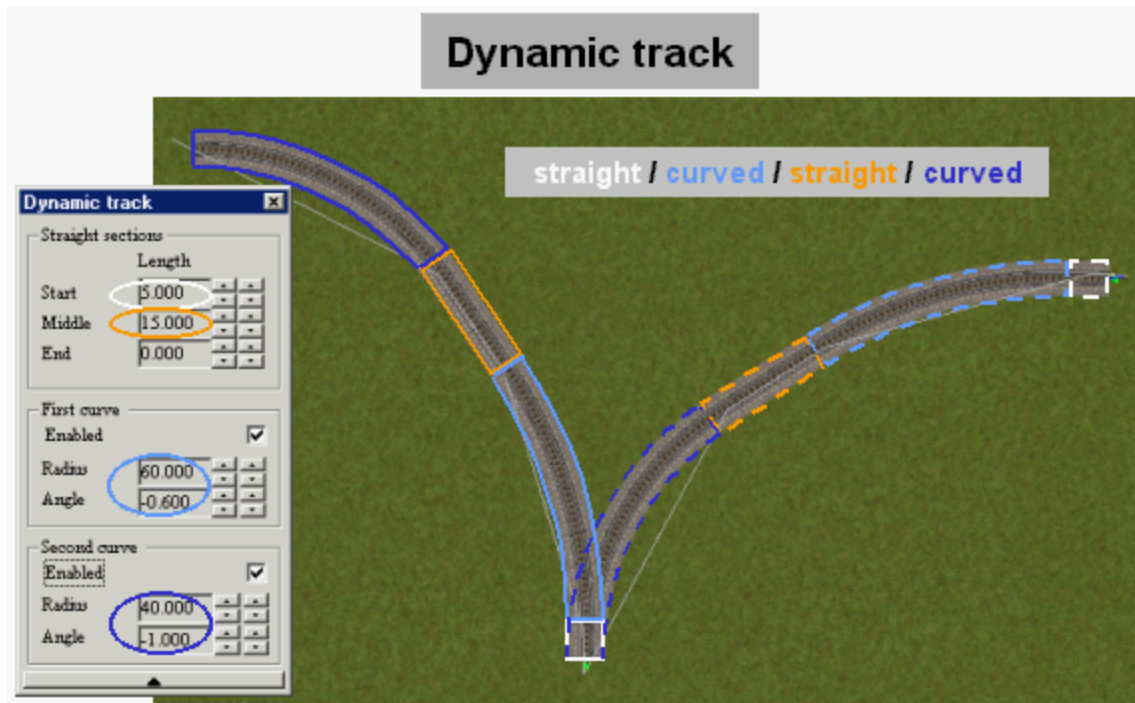 Dynamic track
straight / curved / straight / curved
Dynamic track
Straight sections
Length
Start 5.000
Middle 15.000
End 0.000
First curve
Enabled
Radius 60.000
Angle -0.600
Second curve
Enabled
Radius 40.000
Angle -1.000